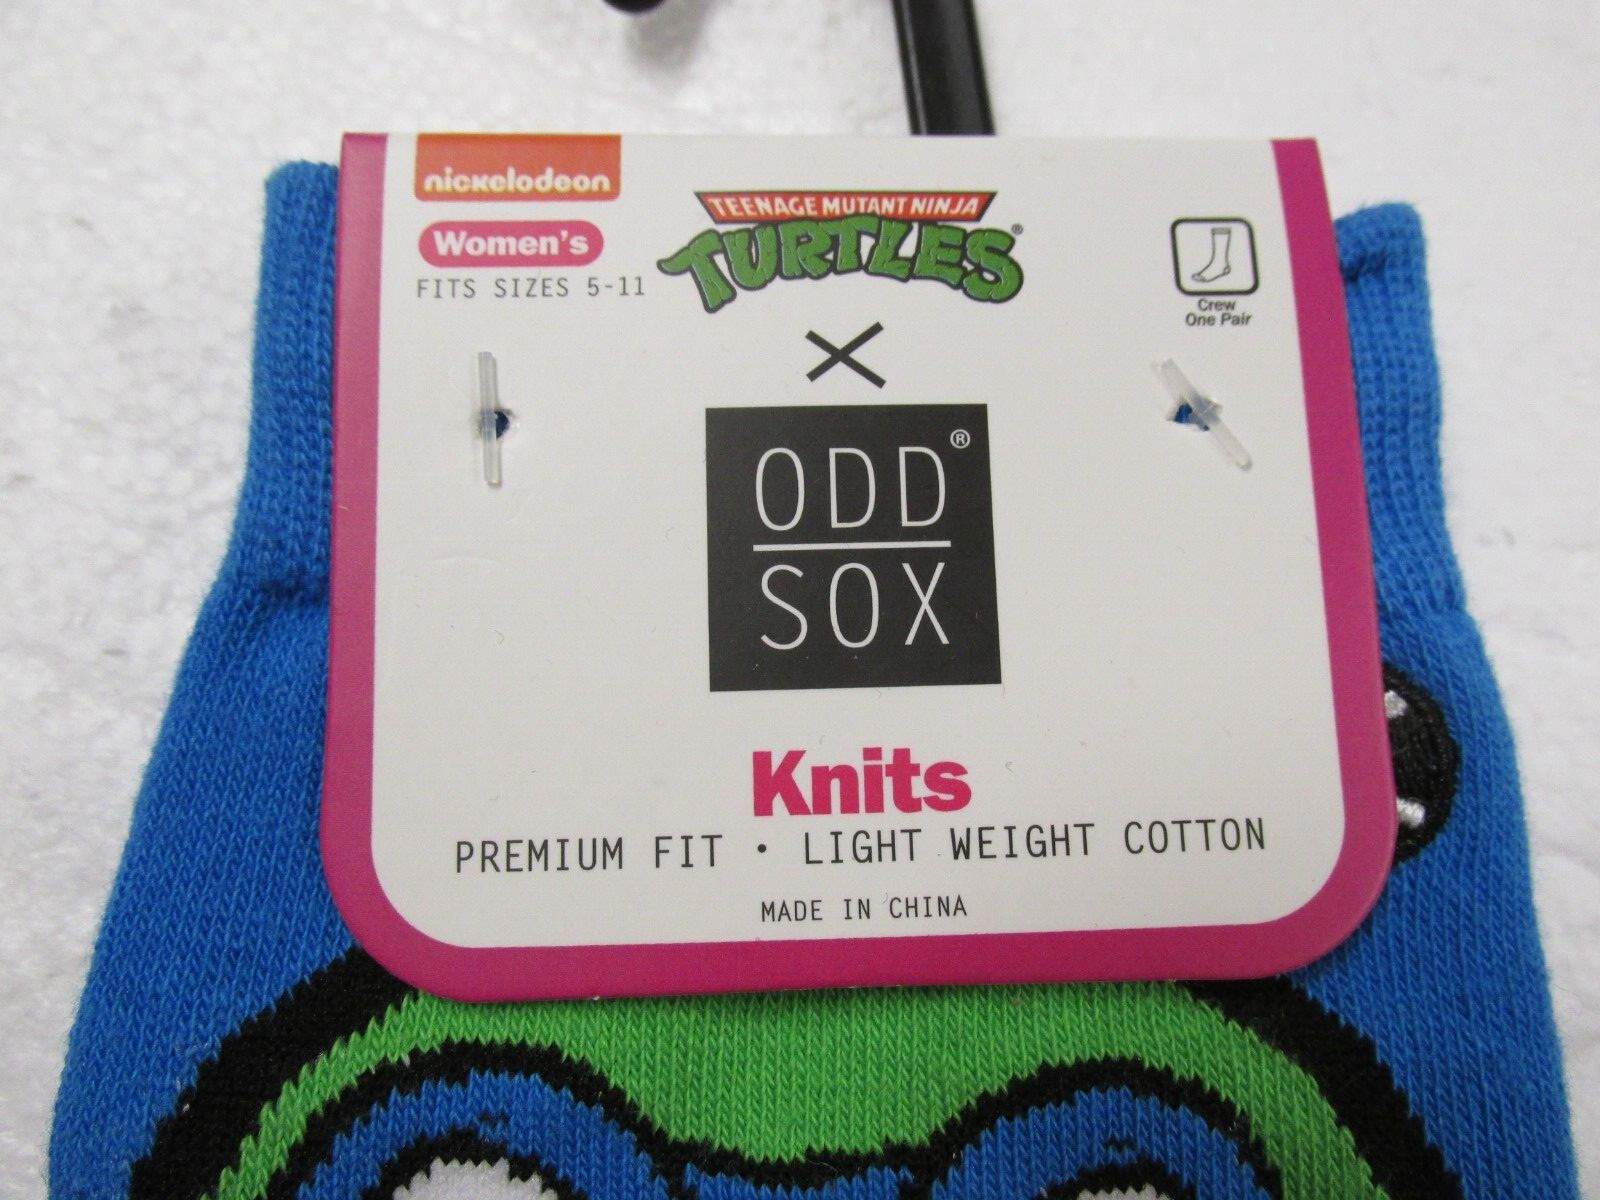 nickelodeon
Women's
FITS SIZES 5-11
TEENAGE MUTANT NINJA
TURTLES®
Crew
One Pair
X
ODD®
SOX
Knits
PREMIUM FIT • LIGHT WEIGHT COTTON
MADE IN CHINA